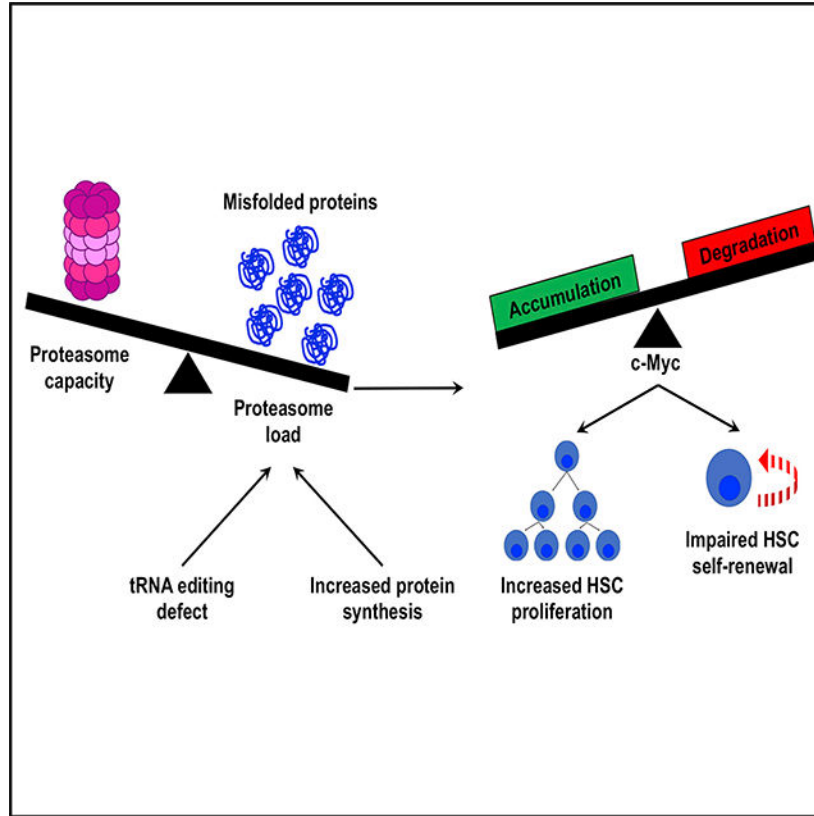 Misfolded proteins
Proteasome
capacity
Proteasome
load
tRNA editing
defect
Increased protein
synthesis
Accumulation
Degradation
c-Myc
Increased HSC
proliferation
Impaired HSC
self-renewal